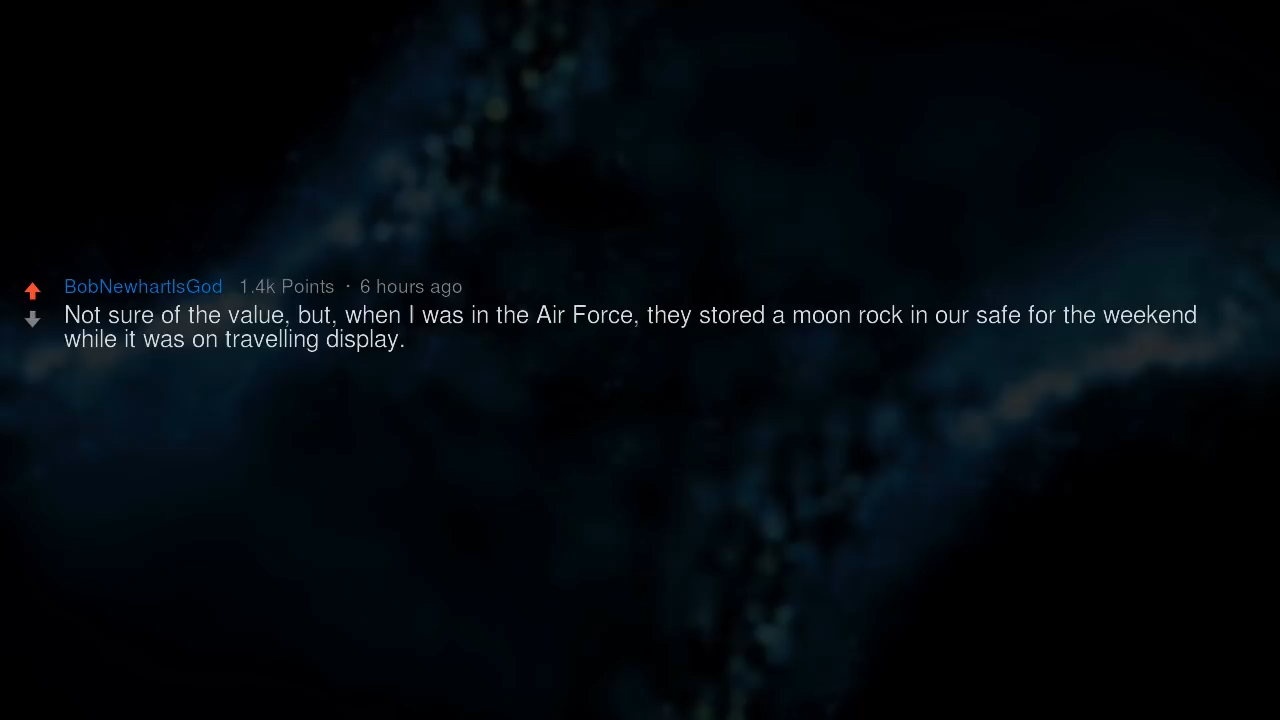 BobNewhartIsGod 1.4k Points · 6 hours ago
Not sure of the value, but, when I was in the Air Force, they stored a moon rock in our safe for the weekend
while it was on travelling display.